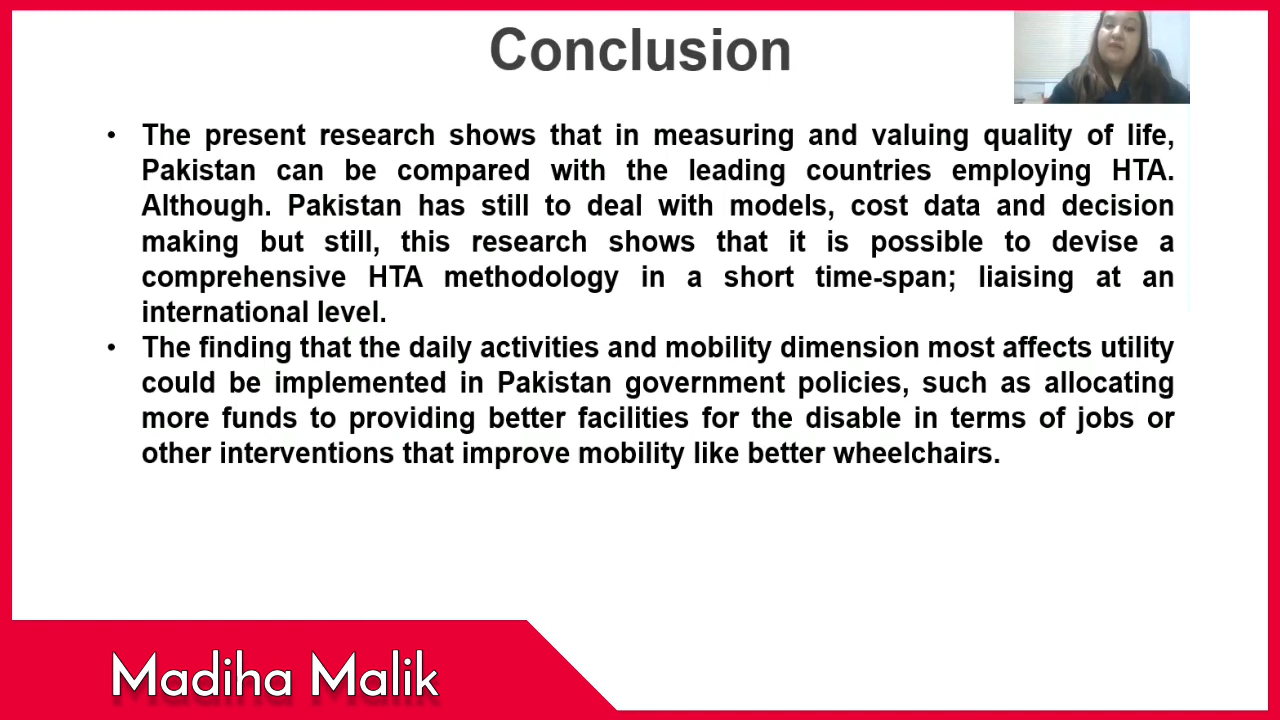 Conclusion
• The present research shows that in measuring and valuing quality of life,
Pakistan can be compared with the leading countries employing HTA.
Although. Pakistan has still to deal with models, cost data and decision
making but still, this research shows that it is possible to devise a
comprehensive HTA methodology in a short time-span; liaising at an
international level.
• The finding that the daily activities and mobility dimension most affects utility
could be implemented in Pakistan government policies, such as allocating
more funds to providing better facilities for the disable in terms of jobs or
other interventions that improve mobility like better wheelchairs.
Madiha Malik